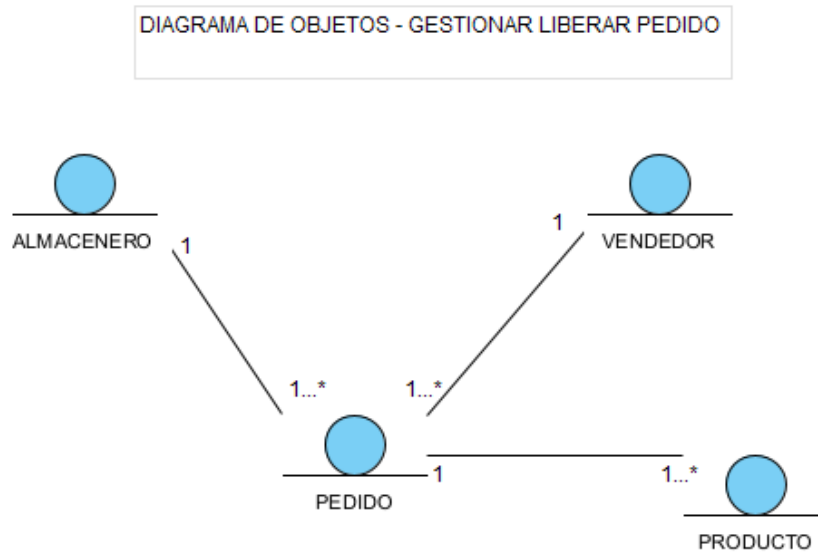 DIAGRAMA DE OBJETOS - GESTIONAR LIBERAR PEDIDO
ALMACENERO
1
1
VENDEDOR
1...*
1...*
PEDIDO
1
1...*
PRODUCTO